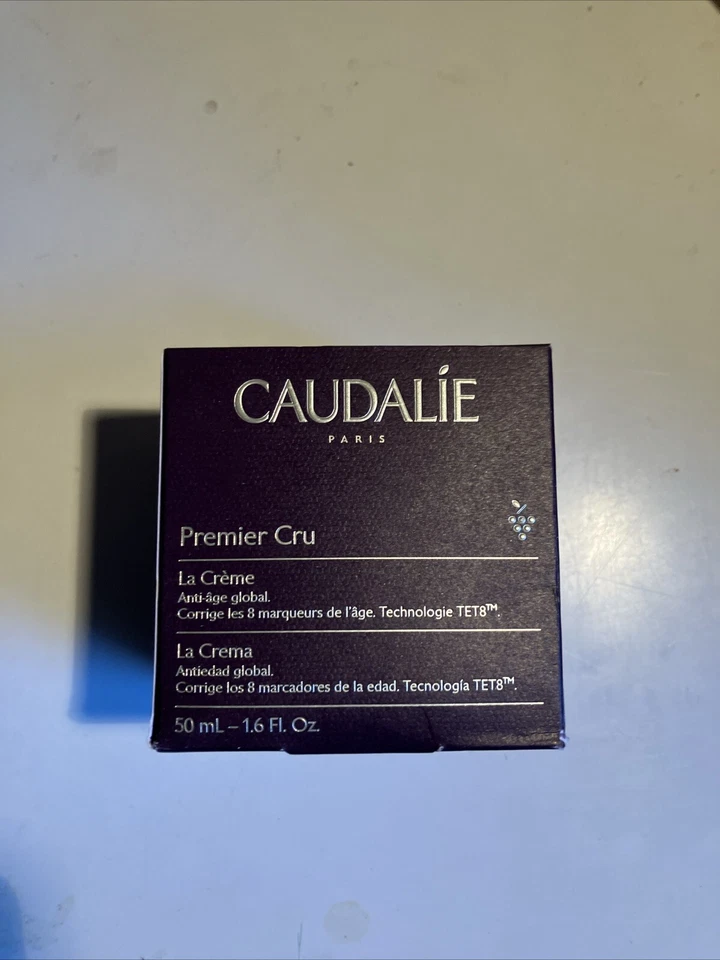 CAUDALÍE
PARIS
Premier Cru
La Crème
Anti-âge global.
Corrige les 8 marqueurs de l'âge. Technologie TET8™.
La Crema
Antiedad global.
Corrige los 8 marcadores de la edad. Tecnología TET8™.
50 mL – 1.6 Fl. Oz.